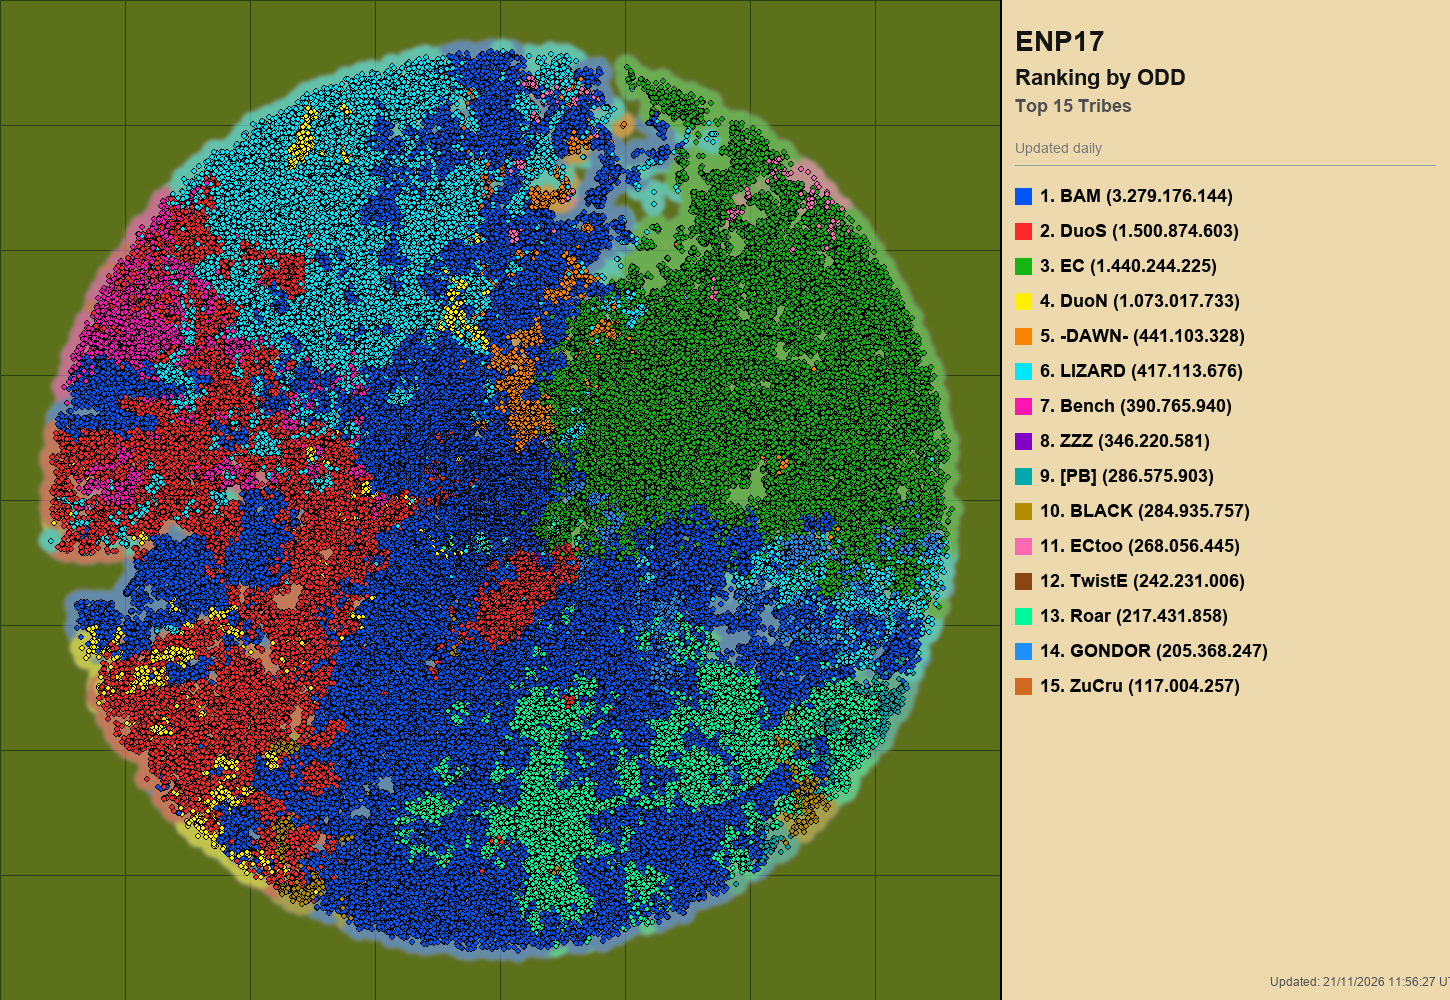 ENP17
Ranking by ODD
Top 15 Tribes
Updated daily
1. BAM (3.279.176.144)
2. DuoS (1.500.874.603)
3. EC (1.440.244.225)
4. DuoN (1.073.017.733)
5. -DAWN- (441.103.328)
6. LIZARD (417.113.676)
7. Bench (390.765.940)
8. ZZZ (346.220.581)
9. [PB] (286.575.903)
10. BLACK (284.935.757)
11. ECtoo (268.056.445)
12. TwistE (242.231.006)
13. Roar (217.431.858)
14. GONDOR (205.368.247)
15. ZuCru (117.004.257)
Updated: 21/11/2026 11:56:27